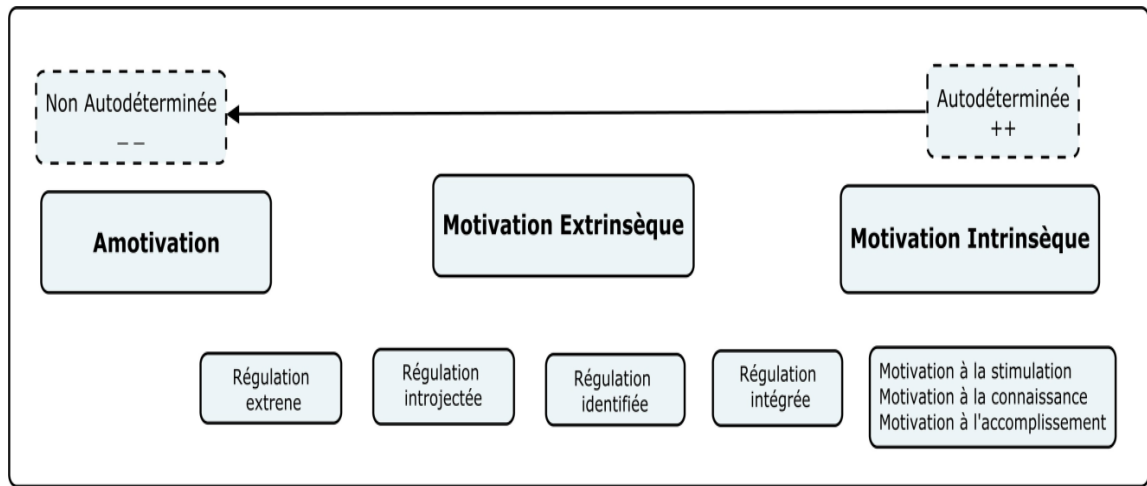 Non Autodéterminée
_ _
Autodéterminée
++
Amotivation
Motivation Extrinsèque
Motivation Intrinsèque
Régulation
extrene
Régulation
introjectée
Régulation
identifiée
Régulation
intégrée
Motivation à la stimulation
Motivation à la connaissance
Motivation à l'accomplissement